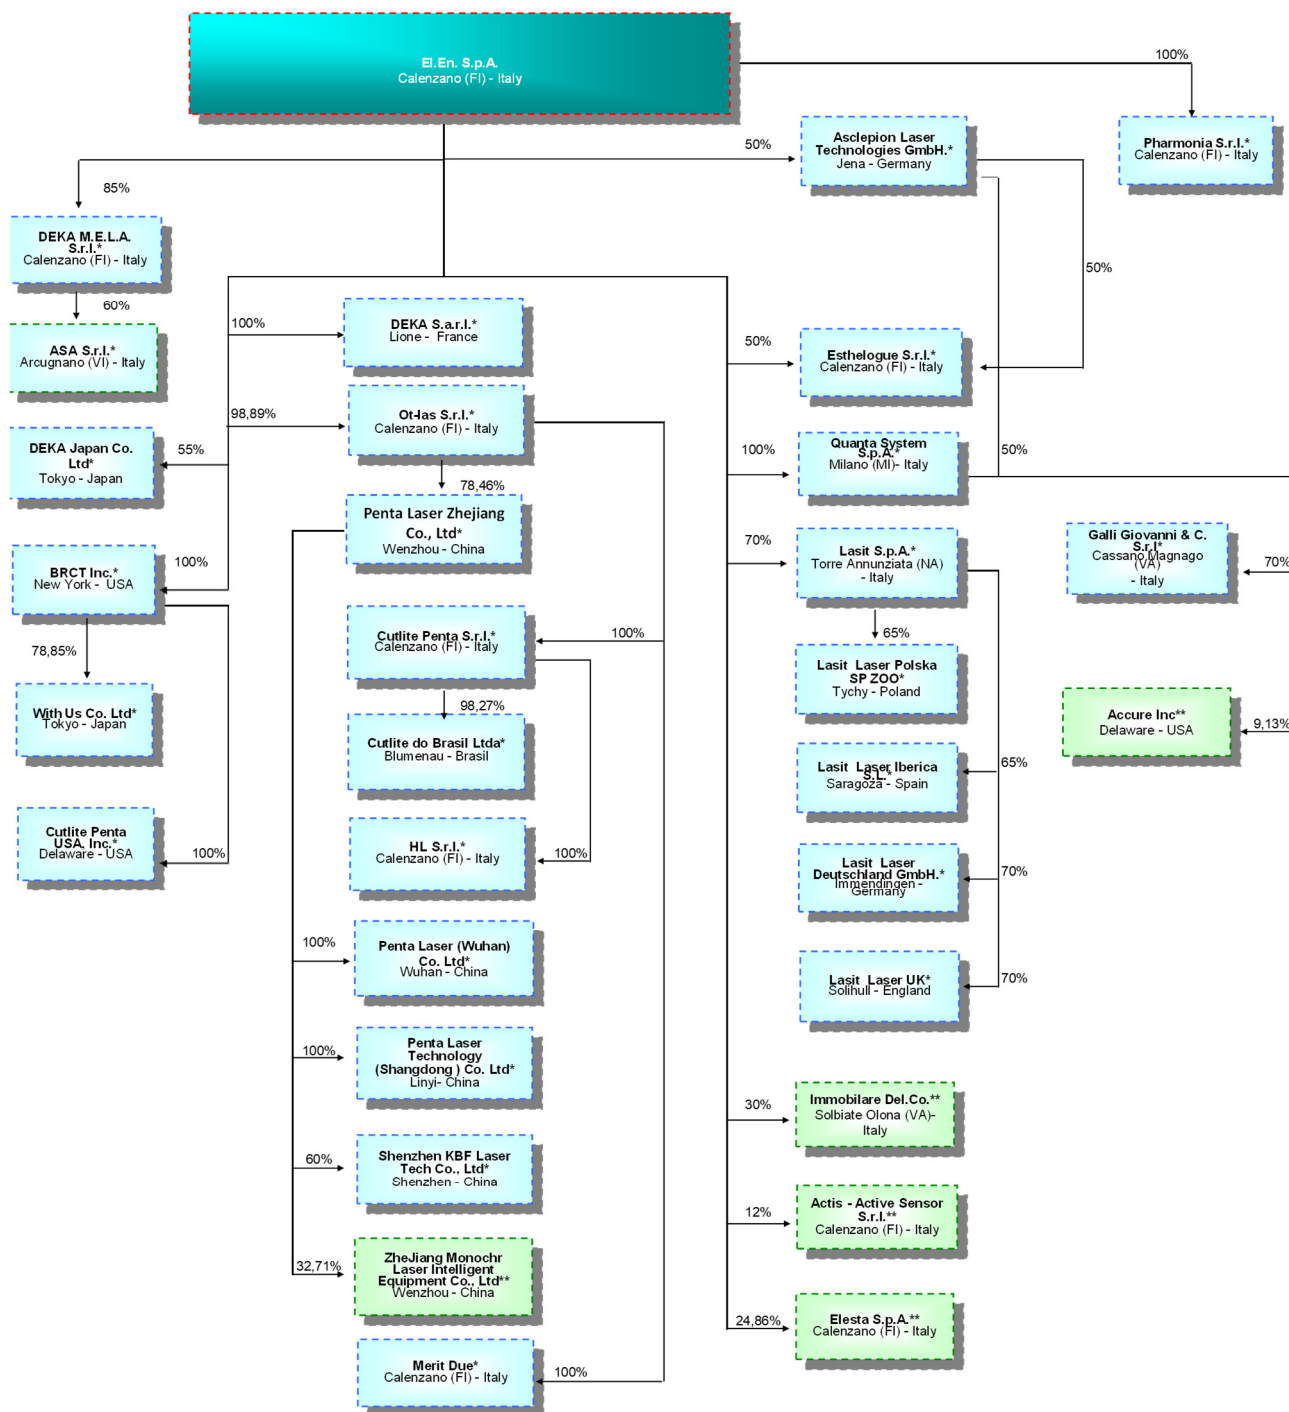 El.En. S.p.A.
Calenzano (FI) - Italy
100%
Pharmonia S.r.l.*
Calenzano (FI) - Italy
50%
Asclepion Laser
Technologies GmbH.*
Jena - Germany
85%
DEKA M.E.L.A.
S.r.l.*
Calenzano (FI) - Italy
60%
ASA S.r.l.*
Arcugnano (VI) - Italy
50%
100%
DEKA S.a.r.l.*
Lione - France
50%
Esthelogue S.r.l.*
Calenzano (FI) - Italy
98,89%
Ot-las S.r.l.*
Calenzano (FI) - Italy
DEKA Japan Co.
Ltd*
Tokyo - Japan
55%
78,46%
100%
Quanta System
S.p.A.*
Milano (MI)- Italy
50%
Penta Laser Zhejiang
Co., Ltd*
Wenzhou - China
70%
Lasit S.p.A.*
Torre Annunziata (NA)
- Italy
Galli Giovanni & C.
S.r.l*
Cassano Magnago
(VA)
- Italy
70%
BRCT Inc.*
New York - USA
100%
78,85%
With Us Co. Ltd*
Tokyo - Japan
Cutlite Penta
USA, Inc.*
Delaware - USA
100%
Cutlite Penta S.r.l.*
Calenzano (FI) - Italy
100%
98,27%
Cutlite do Brasil Ltda*
Blumenau - Brasil
HL S.r.l.*
Calenzano (FI) - Italy
100%
65%
Lasit Laser Polska
SP ZOO*
Tychy - Poland
Accure Inc**
Delaware - USA
9,13%
Lasit Laser Iberica
S.L.*
Saragoza - Spain
65%
Lasit Laser
Deutschland GmbH.*
Immendingen -
Germany
70%
Lasit Laser UK*
Solihull - England
70%
100%
Penta Laser (Wuhan)
Co. Ltd*
Wuhan - China
100%
Penta Laser
Technology
(Shangdong ) Co. Ltd*
Linyi- China
60%
Shenzhen KBF Laser
Tech Co., Ltd*
Shenzhen - China
32,71%
ZheJiang Monochr
Laser Intelligent
Equipment Co., Ltd**
Wenzhou - China
Merit Due*
Calenzano (FI) - Italy
100%
30%
Immobilare Del.Co.**
Solbiate Olona (VA)-
Italy
12%
Actis - Active Sensor
S.r.l.**
Calenzano (FI) - Italy
24,86%
Elesta S.p.A.**
Calenzano (FI) - Italy